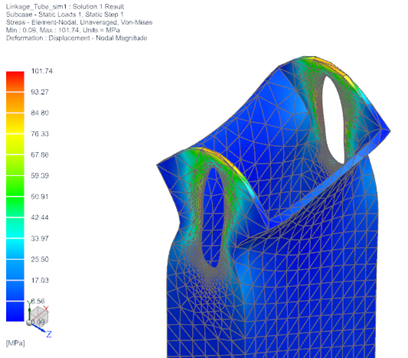 Linkage_Tube_sim1 : Solution 1 Result
Subcase - Static Loads 1, Static Step 1
Stress - Element-Nodal, Unaveraged, Von-Mises
Min : 0.09, Max : 101.74, Units = MPa
Deformation : Displacement - Nodal Magnitude
101.74
93.27
84.80
76.33
67.86
59.39
50.91
42.44
33.97
25.50
17.03
8.56
0.09
Y
X
Z
[MPa]